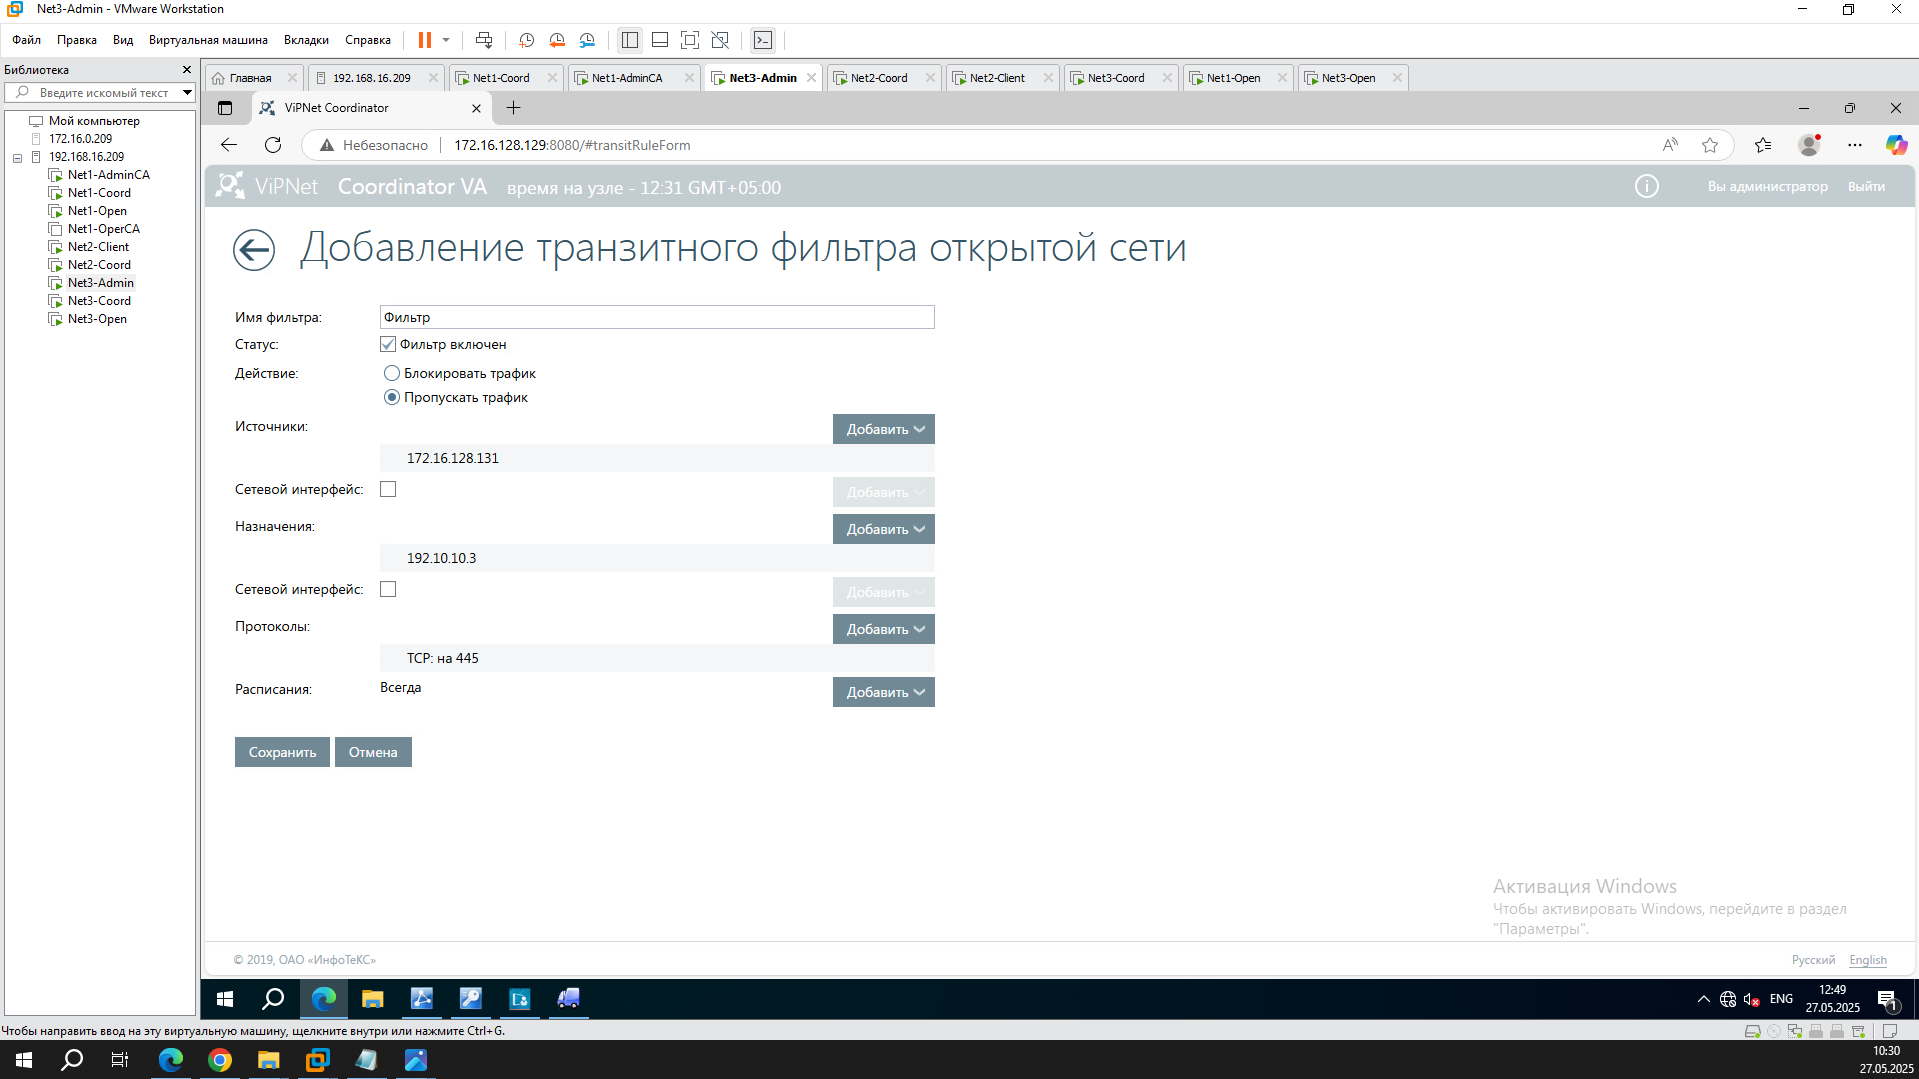 Net3-Admin - VMware Workstation
Файл Правка Вид Виртуальная машина Вкладки Справка
Библиотека
Введите искомый текст
Мой компьютер
172.16.0.209
192.168.16.209
Net1-AdminCA
Net1-Coord
Net1-Open
Net1-OperCA
Net2-Client
Net2-Coord
Net3-Admin
Net3-Coord
Net3-Open
Главная 192.168.16.209 Net1-Coord Net1-AdminCA Net3-Admin Net2-Coord Net2-Client Net3-Coord Net1-Open Net3-Open
ViPNet Coordinator
Небезопасно 172.16.128.129:8080/#transitRuleForm
ViPNet Coordinator VA время на узле - 12:31 GMT+05:00 Вы администратор Выйти
Добавление транзитного фильтра открытой сети
Имя фильтра: Фильтр
Статус: Фильтр включен
Действие: Блокировать трафик
Пропускать трафик
Источники: Добавить
172.16.128.131
Сетевой интерфейс: Добавить
Назначения: Добавить
192.10.10.3
Сетевой интерфейс: Добавить
Протоколы: Добавить
TCP: на 445
Расписания: Всегда Добавить
Сохранить Отмена
Активация Windows
Чтобы активировать Windows, перейдите в раздел
"Параметры".
© 2019, ОАО «ИнфоТеКС» Русский English
ENG 12:49
27.05.2025
1
Чтобы направить ввод на эту виртуальную машину, щелкните внутри или нажмите Ctrl+G.
10:30
27.05.2025